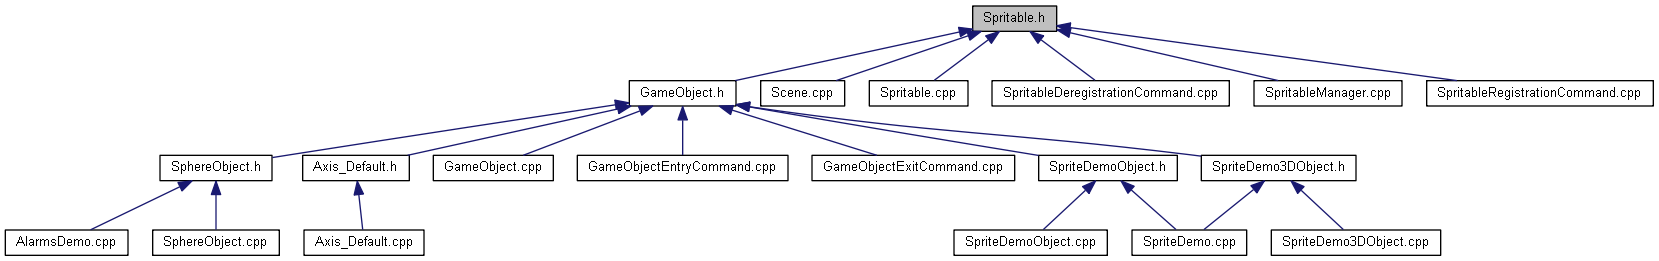 Spritable.h
GameObject.h
Scene.cpp
Spritable.cpp
SpritableDeregistrationCommand.cpp
SpritableManager.cpp
SpritableRegistrationCommand.cpp
SphereObject.h
Axis_Default.h
GameObject.cpp
GameObjectEntryCommand.cpp
GameObjectExitCommand.cpp
SpriteDemoObject.h
SpriteDemo3DObject.h
AlarmsDemo.cpp
SphereObject.cpp
Axis_Default.cpp
SpriteDemoObject.cpp
SpriteDemo.cpp
SpriteDemo3DObject.cpp